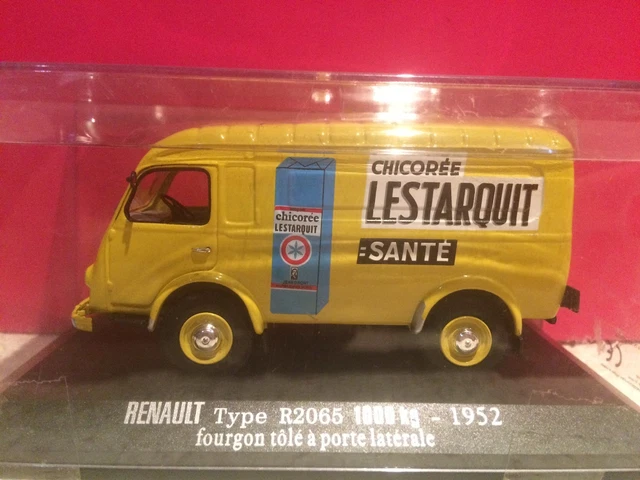 CHICORÉE
LESTARQUIT
=SANTÉ
chicorée
LESTARQUIT
RENAULT Type R2065 1000 kg - 1952
fourgon tôlé à porte latérale